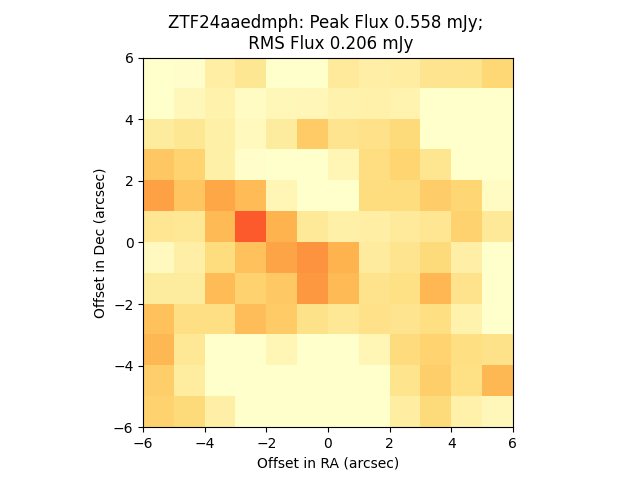 ZTF24aaedmph: Peak Flux 0.558 mJy;
RMS Flux 0.206 mJy
6
4
2
0
−2
−4
−6
Offset in Dec (arcsec)
−6 −4 −2 0 2 4 6
Offset in RA (arcsec)